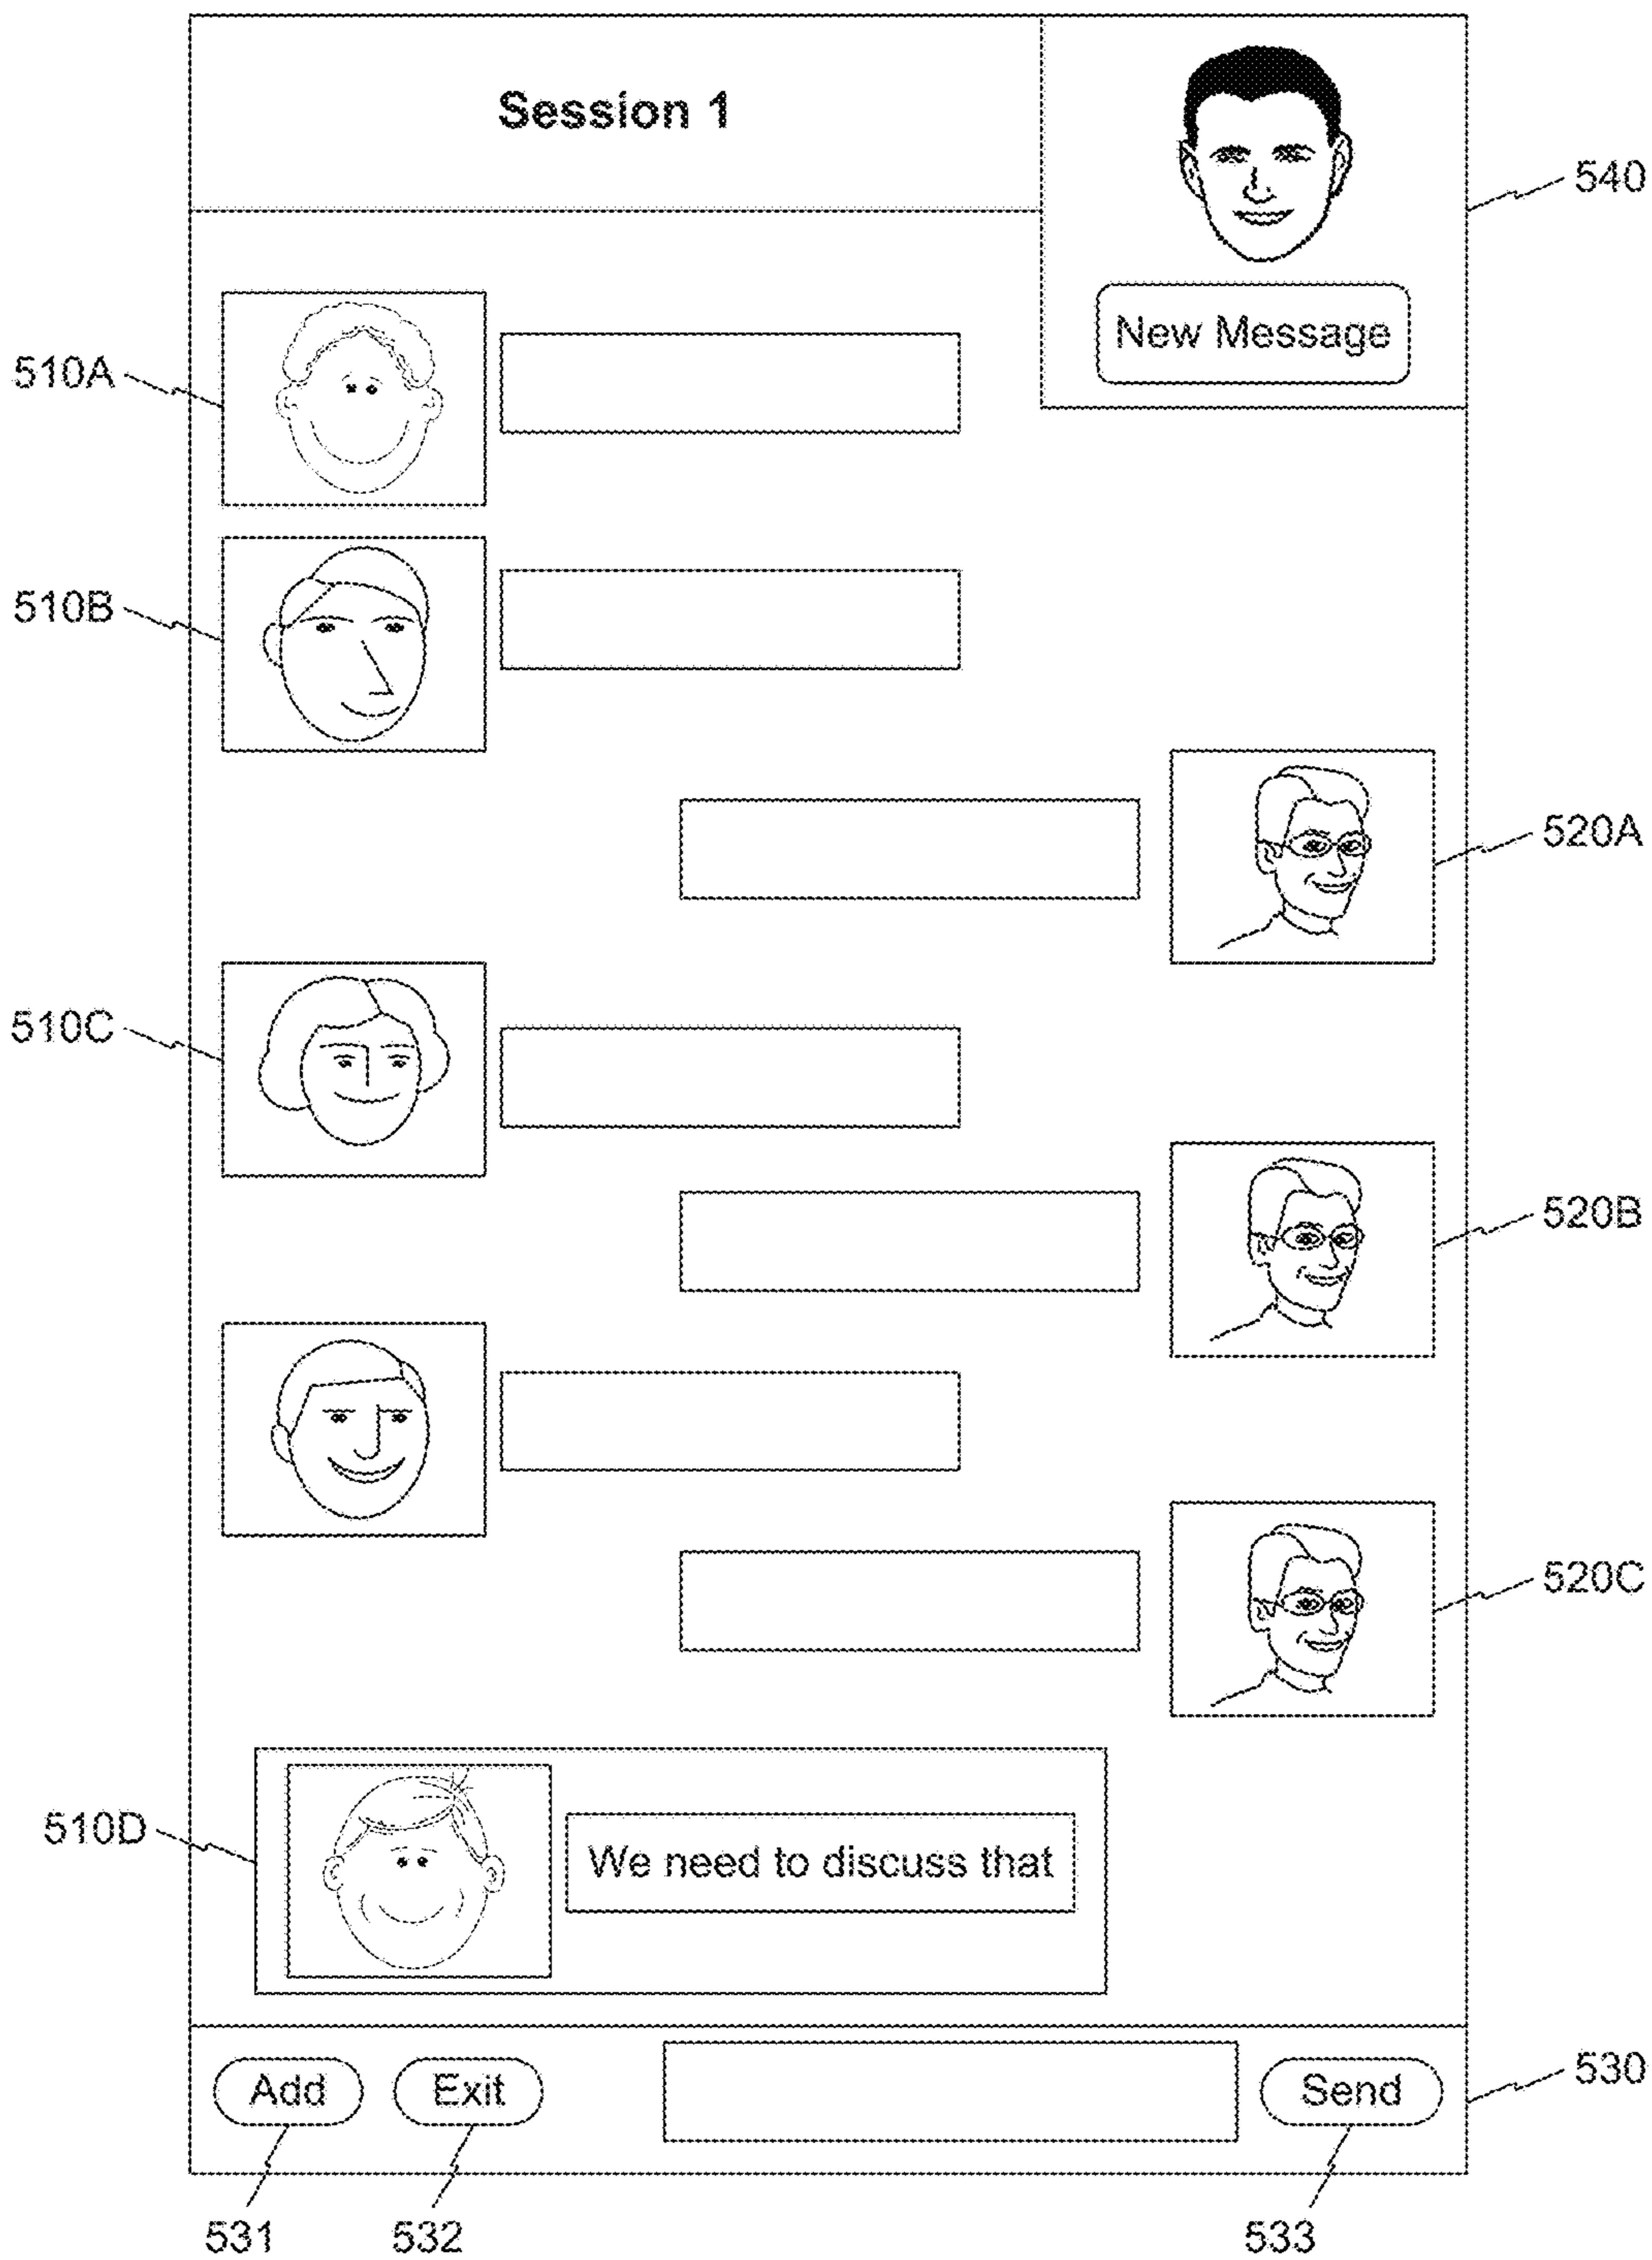 Session 1
540
New Message
510A
510B
520A
510C
520B
520C
510D
We need to discuss that
530
Add
Exit
Send
531
532
533